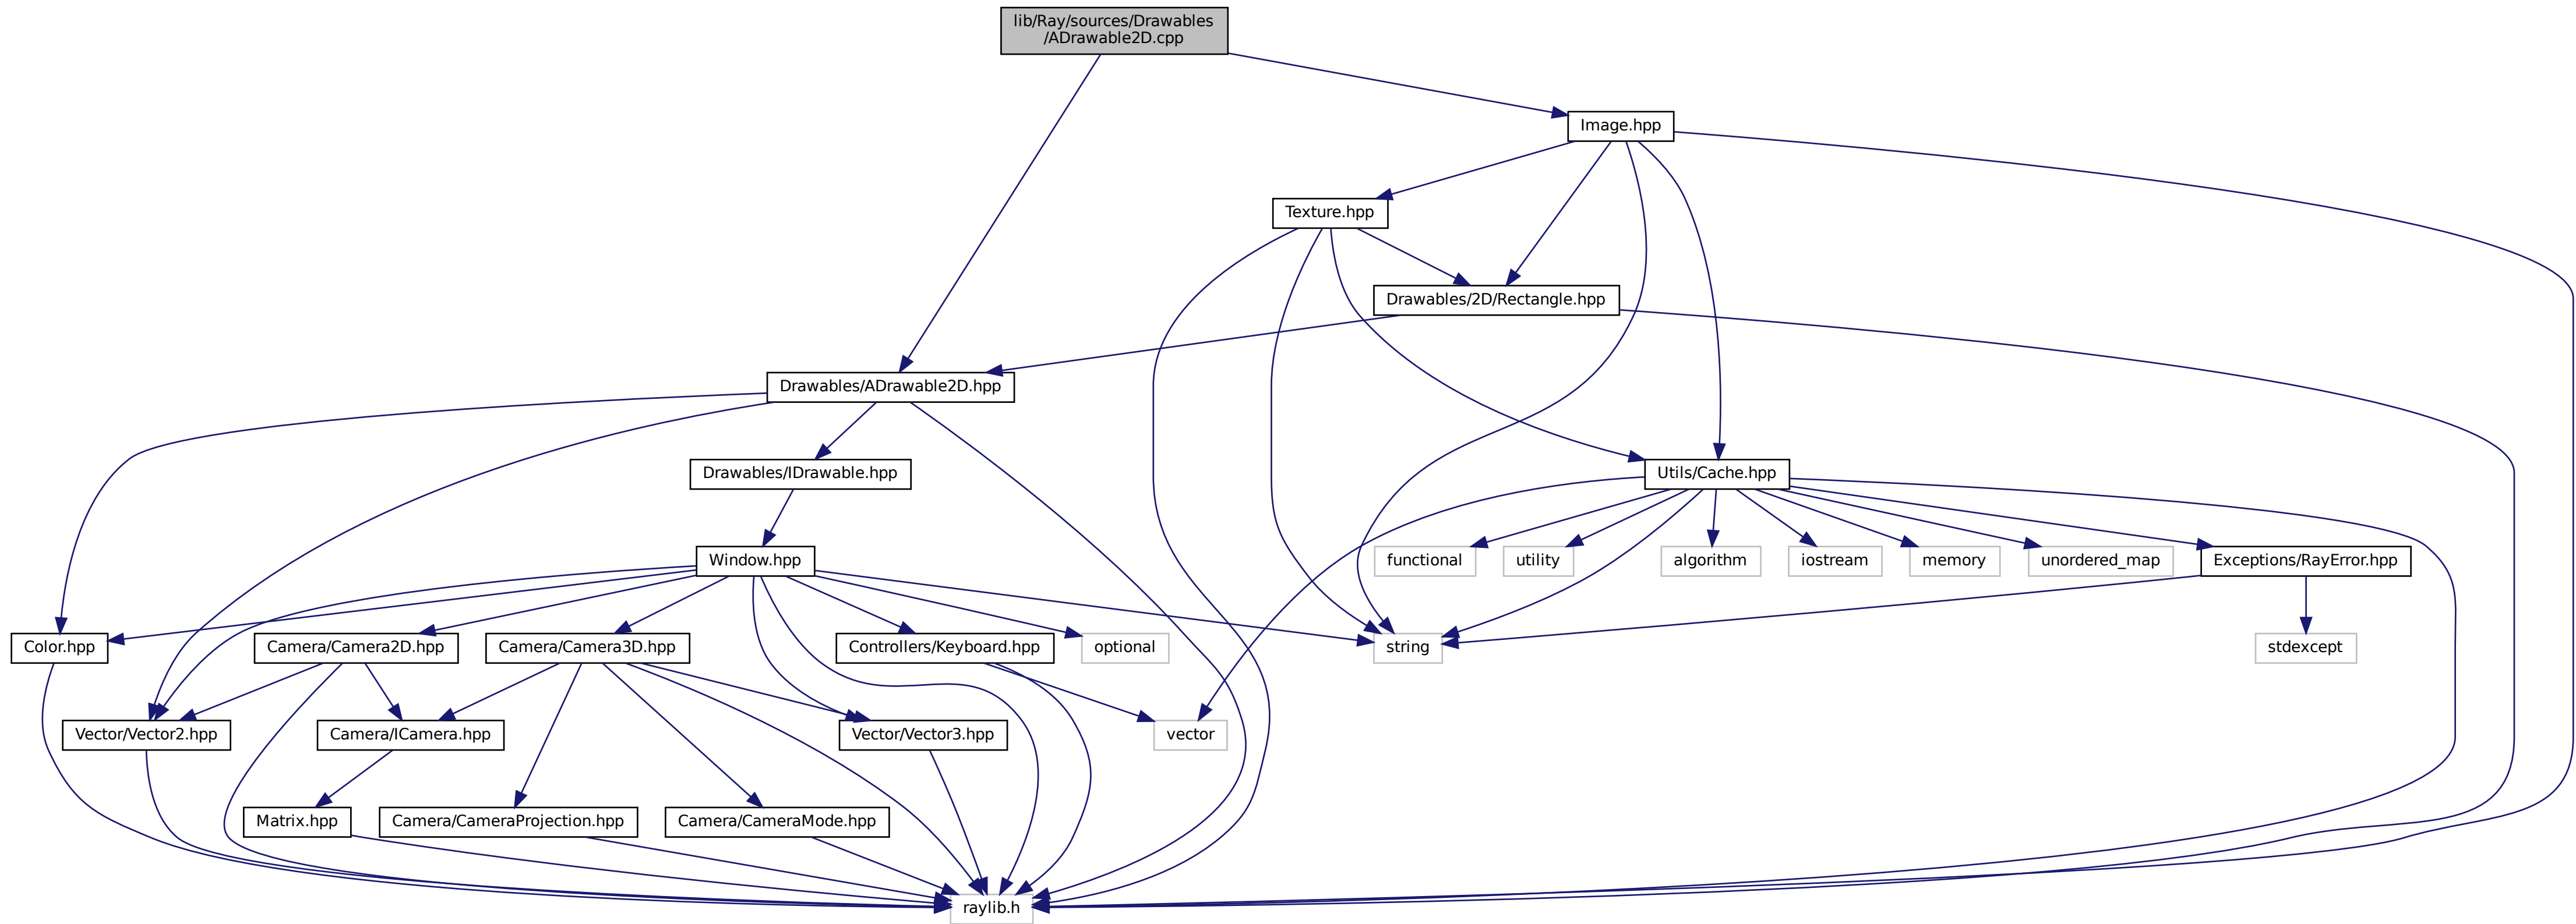 lib/Ray/sources/Drawables
/ADrawable2D.cpp
Image.hpp
Texture.hpp
Drawables/2D/Rectangle.hpp
Drawables/ADrawable2D.hpp
Drawables/IDrawable.hpp
Utils/Cache.hpp
Window.hpp
functional
utility
algorithm
iostream
memory
unordered_map
Exceptions/RayError.hpp
Color.hpp
Camera/Camera2D.hpp
Camera/Camera3D.hpp
Controllers/Keyboard.hpp
optional
string
stdexcept
Vector/Vector2.hpp
Camera/ICamera.hpp
Vector/Vector3.hpp
vector
Matrix.hpp
Camera/CameraProjection.hpp
Camera/CameraMode.hpp
raylib.h